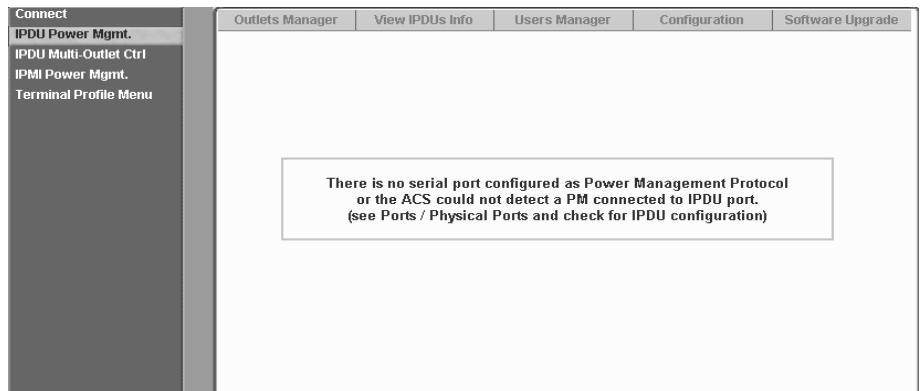 Connect
IPDU Power Mgmt.
IPDU Multi-Outlet Ctrl
IPMI Power Mgmt.
Terminal Profile Menu
Outlets Manager View IPDUs Info Users Manager Configuration Software Upgrade
There is no serial port configured as Power Management Protocol
or the ACS could not detect a PM connected to IPDU port.
(see Ports / Physical Ports and check for IPDU configuration)